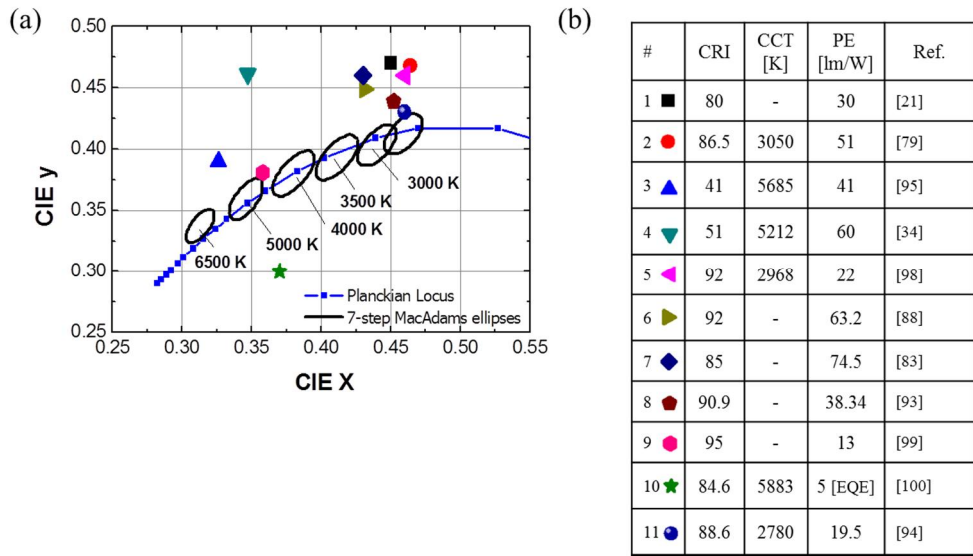 (a)
(b)
0.50
0.45
0.40
0.35
0.30
0.25
CIE y
3000 K
3500 K
4000 K
5000 K
6500 K
Planckian Locus
7-step MacAdams ellipses
0.25 0.30 0.35 0.40 0.45 0.50 0.55
CIE X
# CRI CCT [K] PE [lm/W] Ref.
1 80 - 30 [21]
2 86.5 3050 51 [79]
3 41 5685 41 [95]
4 51 5212 60 [34]
5 92 2968 22 [98]
6 92 - 63.2 [88]
7 85 - 74.5 [83]
8 90.9 - 38.34 [93]
9 95 - 13 [99]
10 84.6 5883 5 [EQE] [100]
11 88.6 2780 19.5 [94]